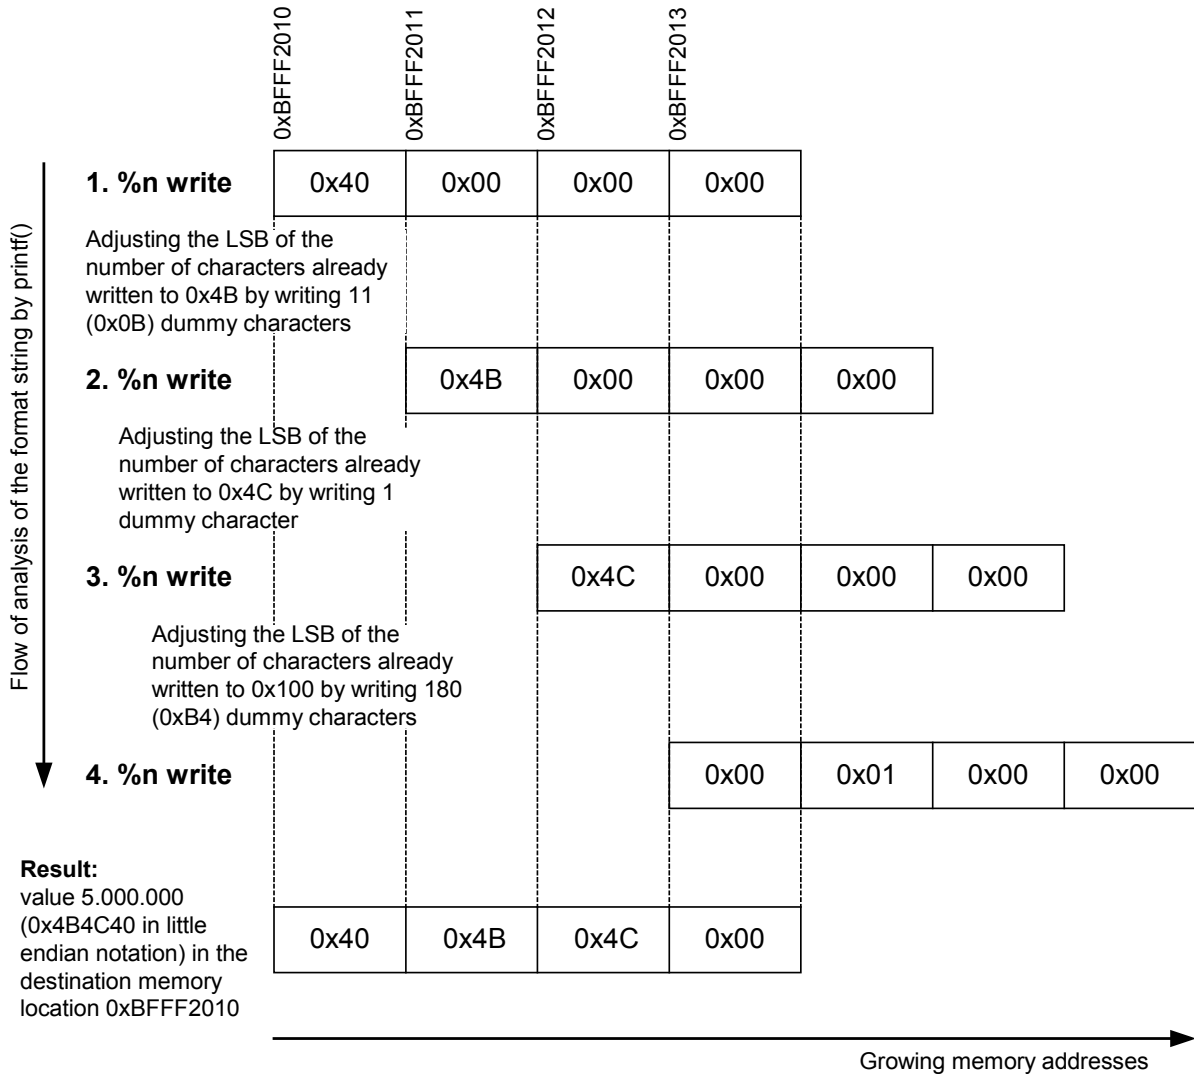 0xBFFF2010
0xBFFF2011
0xBFFF2012
0xBFFF2013
Flow of analysis of the format string by printf()
1. %n write
0x40 0x00 0x00 0x00
Adjusting the LSB of the
number of characters already
written to 0x4B by writing 11
(0x0B) dummy characters
2. %n write
0x4B 0x00 0x00 0x00
Adjusting the LSB of the
number of characters already
written to 0x4C by writing 1
dummy character
3. %n write
0x4C 0x00 0x00 0x00
Adjusting the LSB of the
number of characters already
written to 0x100 by writing 180
(0xB4) dummy characters
4. %n write
0x00 0x01 0x00 0x00
Result:
value 5.000.000
(0x4B4C40 in little
endian notation) in the
destination memory
location 0xBFFF2010
0x40 0x4B 0x4C 0x00
Growing memory addresses